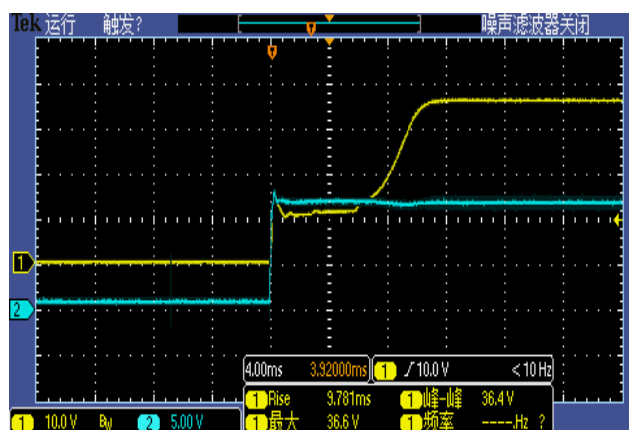 Tek 运行 触发? 噪声滤波器关闭
T
T
1
2
4.00ms 3.92000ms 1 10.0 V < 10 Hz
1 Rise 9.781ms 1 峰-峰 36.4 V
1 10.0 V Bw 2 5.00 V 1 最大 36.6 V 1 频率 -----.Hz ?